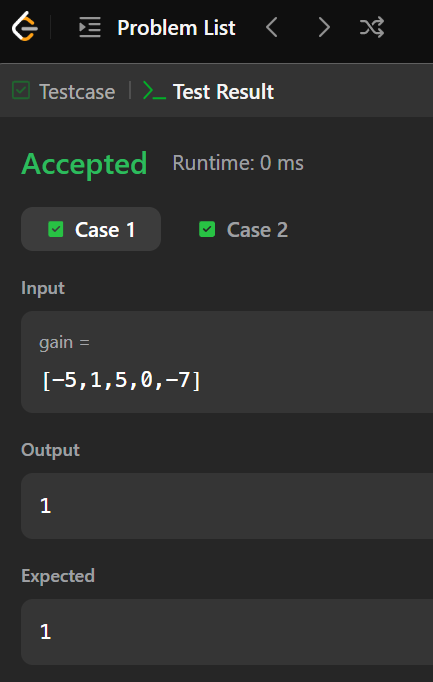 Problem List
Testcase Test Result
Accepted Runtime: 0 ms
Case 1 Case 2
Input
gain =
[-5,1,5,0,-7]
Output
1
Expected
1